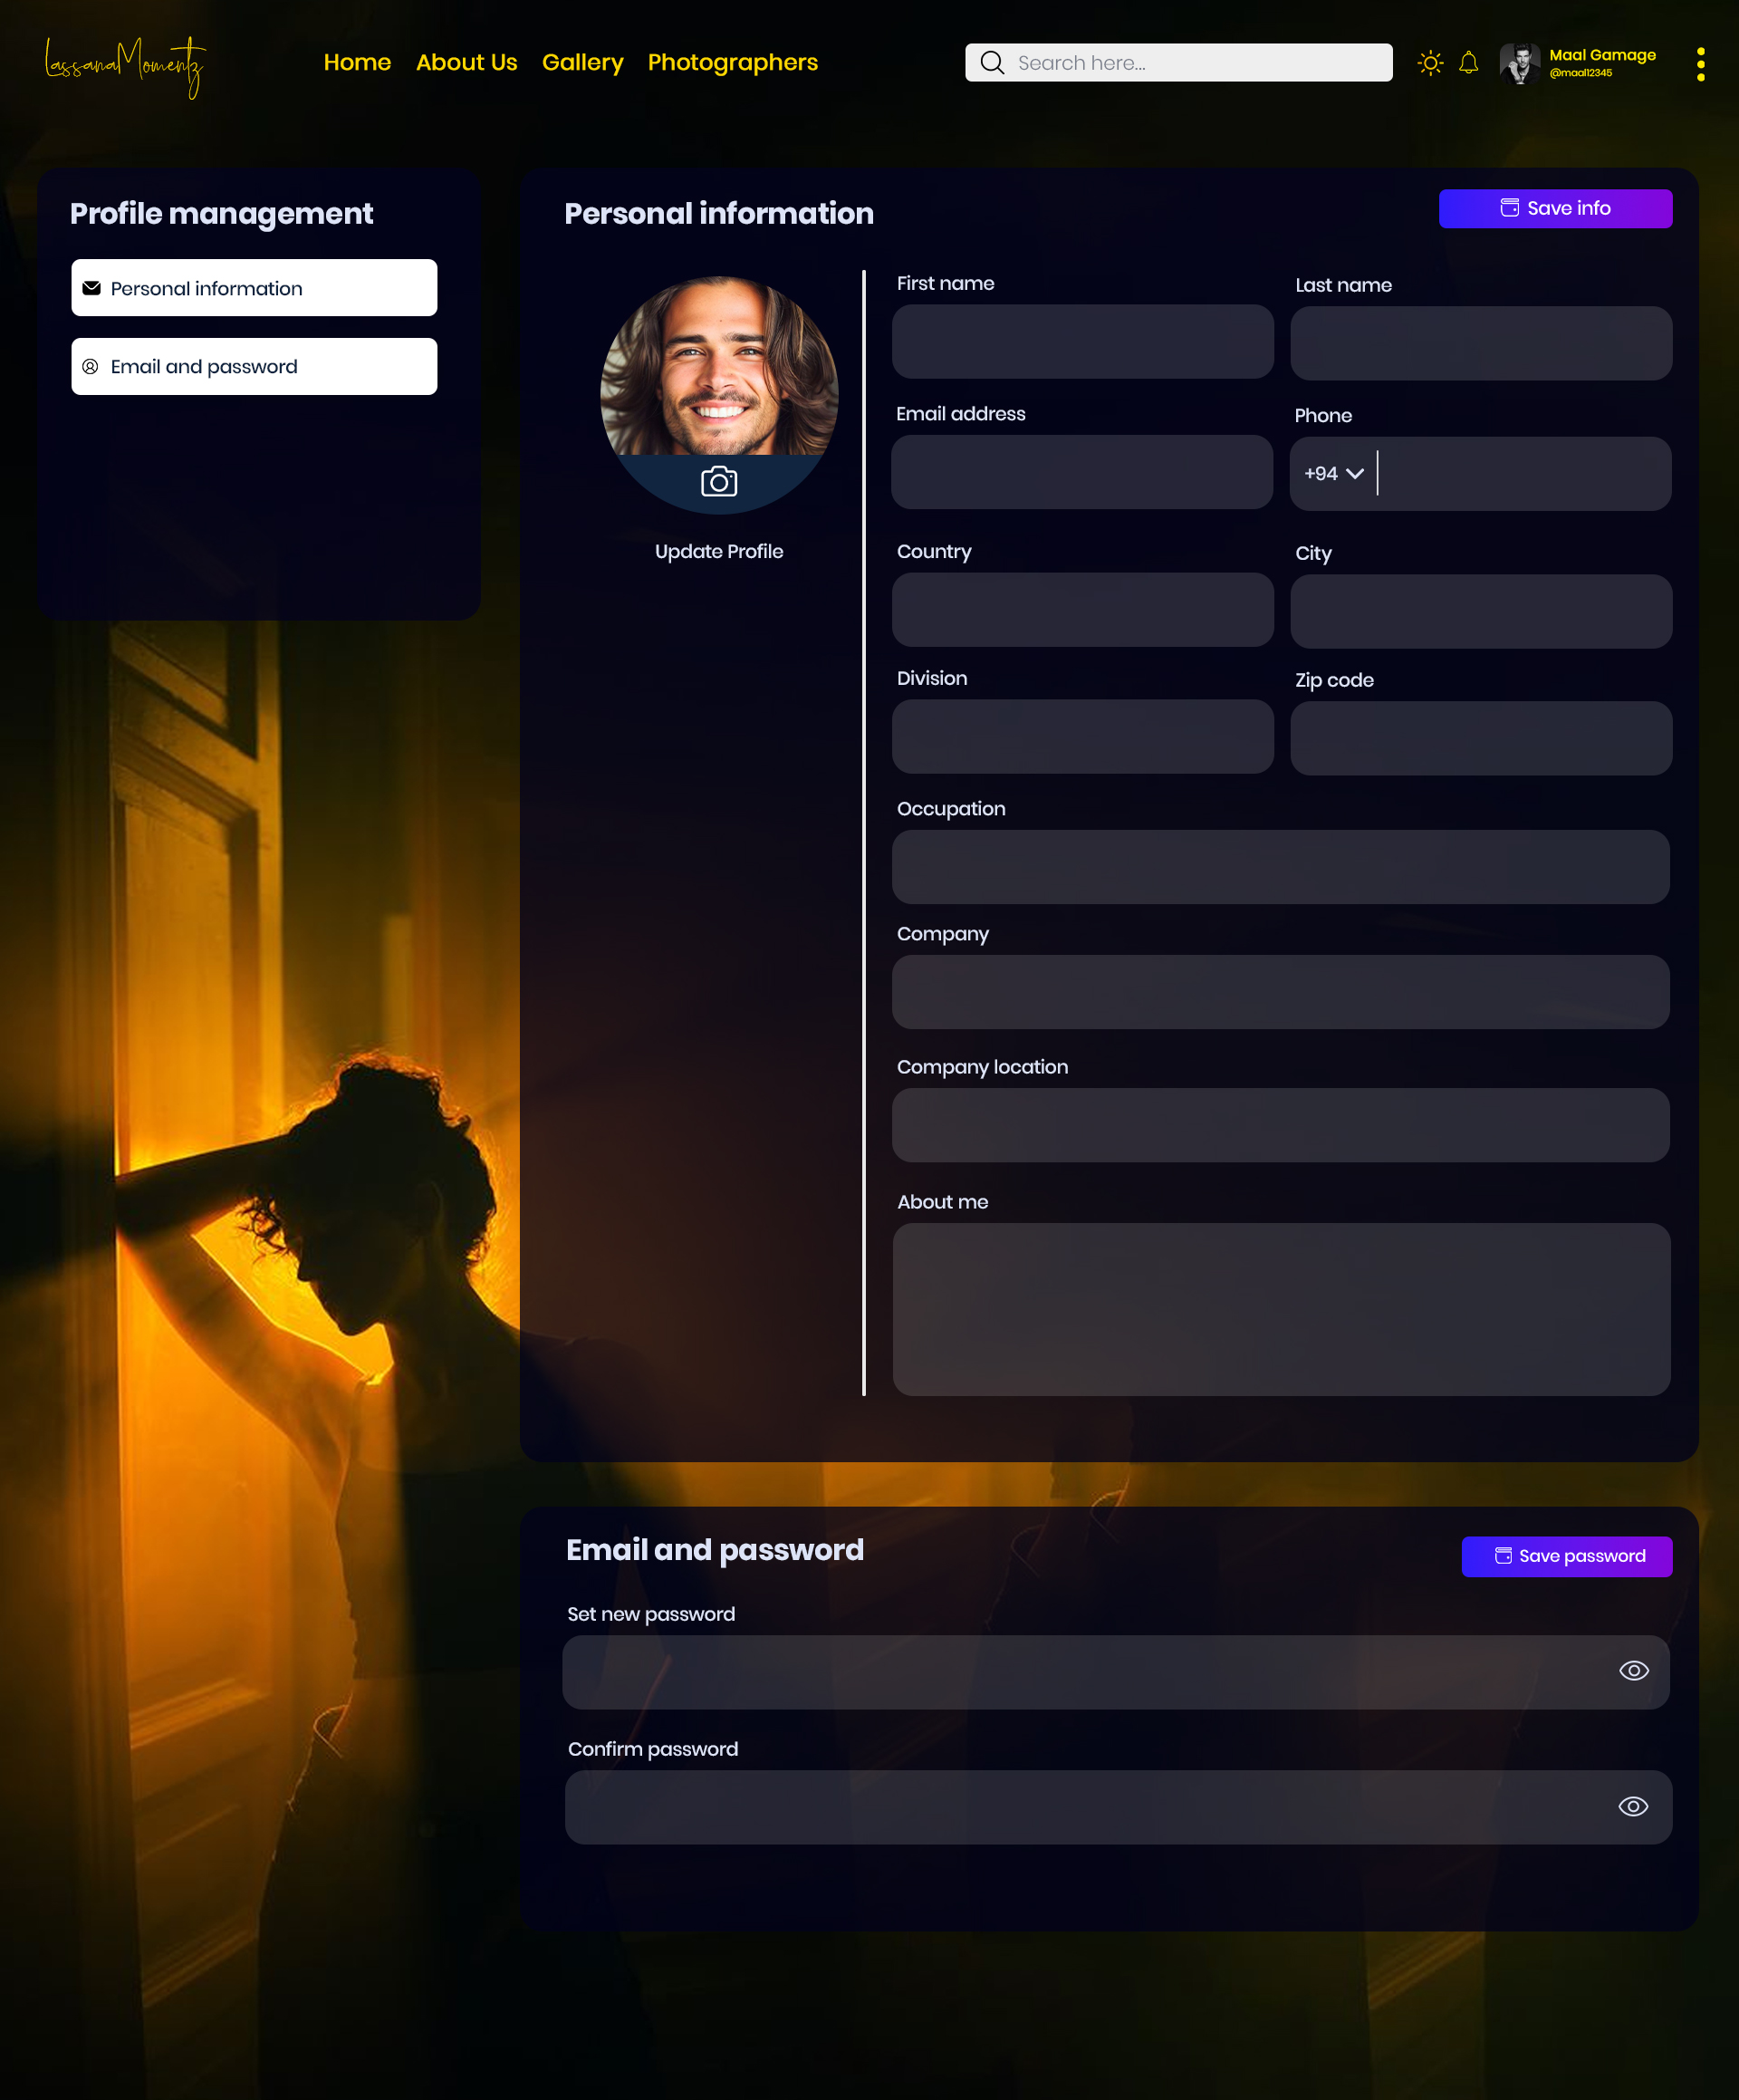 LassanaMomentz
Home About Us Gallery Photographers
Search here...
Maal Gamage
@maal12345
Profile management
Personal information
Email and password
Personal information
Save info
Update Profile
First name
Last name
Email address
Phone
+94
Country
City
Division
Zip code
Occupation
Company
Company location
About me
Email and password
Save password
Set new password
Confirm password